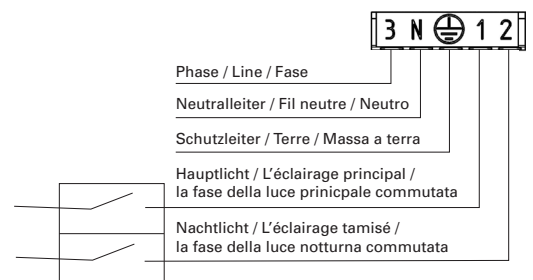 3 N 1 2
Phase / Line / Fase
Neutralleiter / Fil neutre / Neutro
Schutzleiter / Terre / Massa a terra
Hauptlicht / L'éclairage principal /
la fase della luce prinicpale commutata
Nachtlicht / L'éclairage tamisé /
la fase della luce notturna commutata